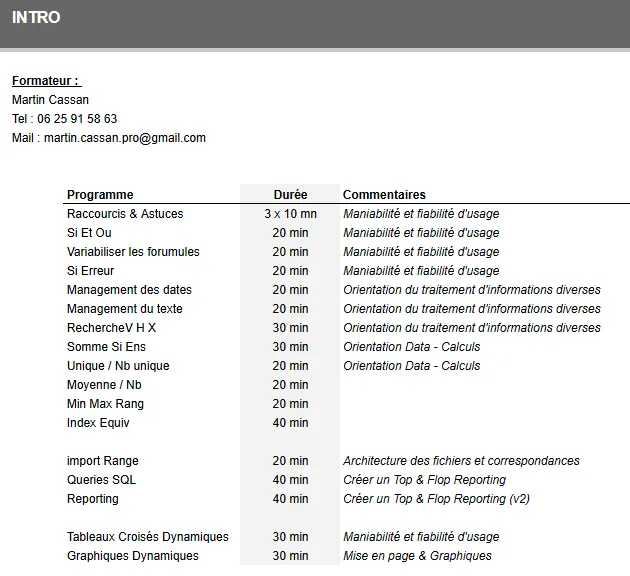 INTRO
Formateur :
Martin Cassan
Tel : 06 25 91 58 63
Mail : martin.cassan.pro@gmail.com
Programme Durée Commentaires
Raccourcis & Astuces 3 x 10 mn Maniabilité et fiabilité d'usage
Si Et Ou 20 min Maniabilité et fiabilité d'usage
Variabiliser les forumules 20 min Maniabilité et fiabilité d'usage
Si Erreur 20 min Maniabilité et fiabilité d'usage
Management des dates 20 min Orientation du traitement d'informations diverses
Management du texte 20 min Orientation du traitement d'informations diverses
RechercheV H X 30 min Orientation du traitement d'informations diverses
Somme Si Ens 30 min Orientation Data - Calculs
Unique / Nb unique 20 min Orientation Data - Calculs
Moyenne / Nb 20 min
Min Max Rang 20 min
Index Equiv 40 min
import Range 20 min Architecture des fichiers et correspondances
Queries SQL 40 min Créer un Top & Flop Reporting
Reporting 40 min Créer un Top & Flop Reporting (v2)
Tableaux Croisés Dynamiques 30 min Maniabilité et fiabilité d'usage
Graphiques Dynamiques 30 min Mise en page & Graphiques